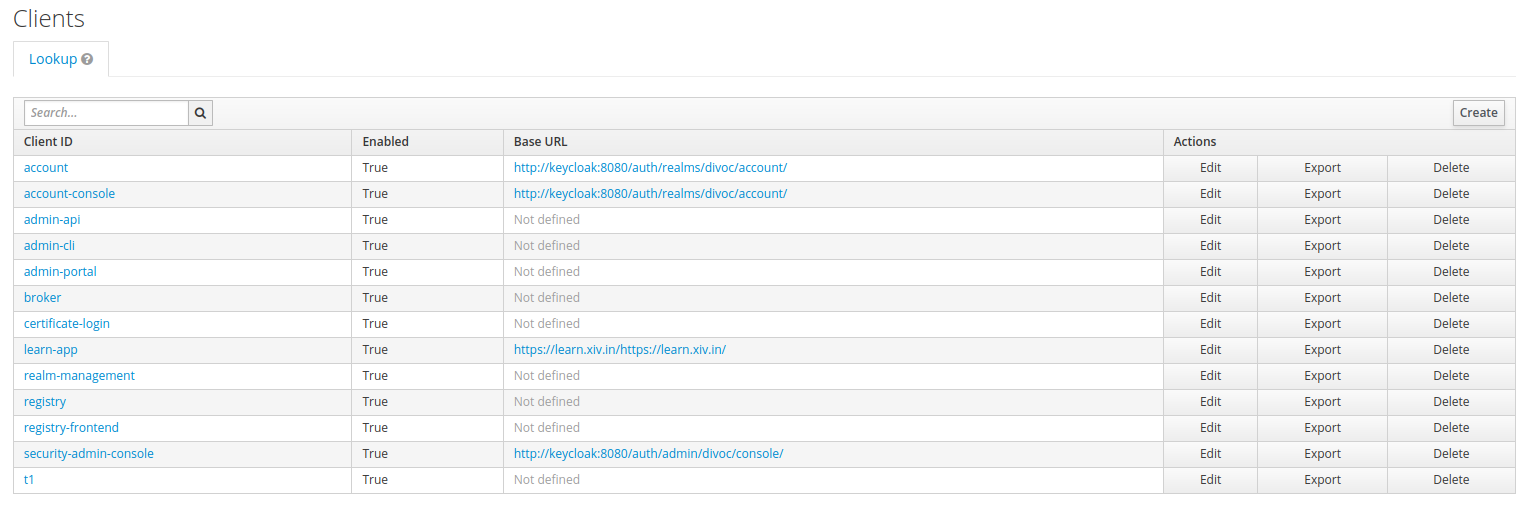 Clients
Lookup
Search...
Create
Client ID Enabled Base URL Actions
account True http://keycloak:8080/auth/realms/divoc/account/ Edit Export Delete
account-console True http://keycloak:8080/auth/realms/divoc/account/ Edit Export Delete
admin-api True Not defined Edit Export Delete
admin-cli True Not defined Edit Export Delete
admin-portal True Not defined Edit Export Delete
broker True Not defined Edit Export Delete
certificate-login True Not defined Edit Export Delete
learn-app True https://learn.xiv.in/https://learn.xiv.in/ Edit Export Delete
realm-management True Not defined Edit Export Delete
registry True Not defined Edit Export Delete
registry-frontend True Not defined Edit Export Delete
security-admin-console True http://keycloak:8080/auth/admin/divoc/console/ Edit Export Delete
t1 True Not defined Edit Export Delete